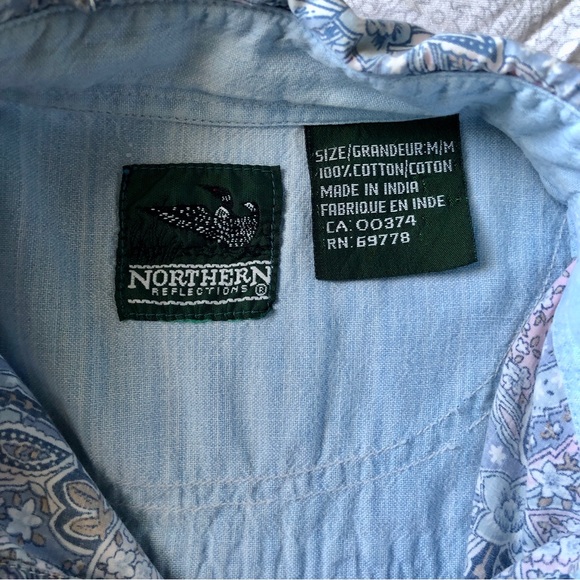 NORTHERN
REFLECTIONS ®
SIZE/GRANDEUR:M/M
100% COTTON/COTON
MADE IN INDIA
FABRIQUE EN INDE
CA: 00374
RN: 69778